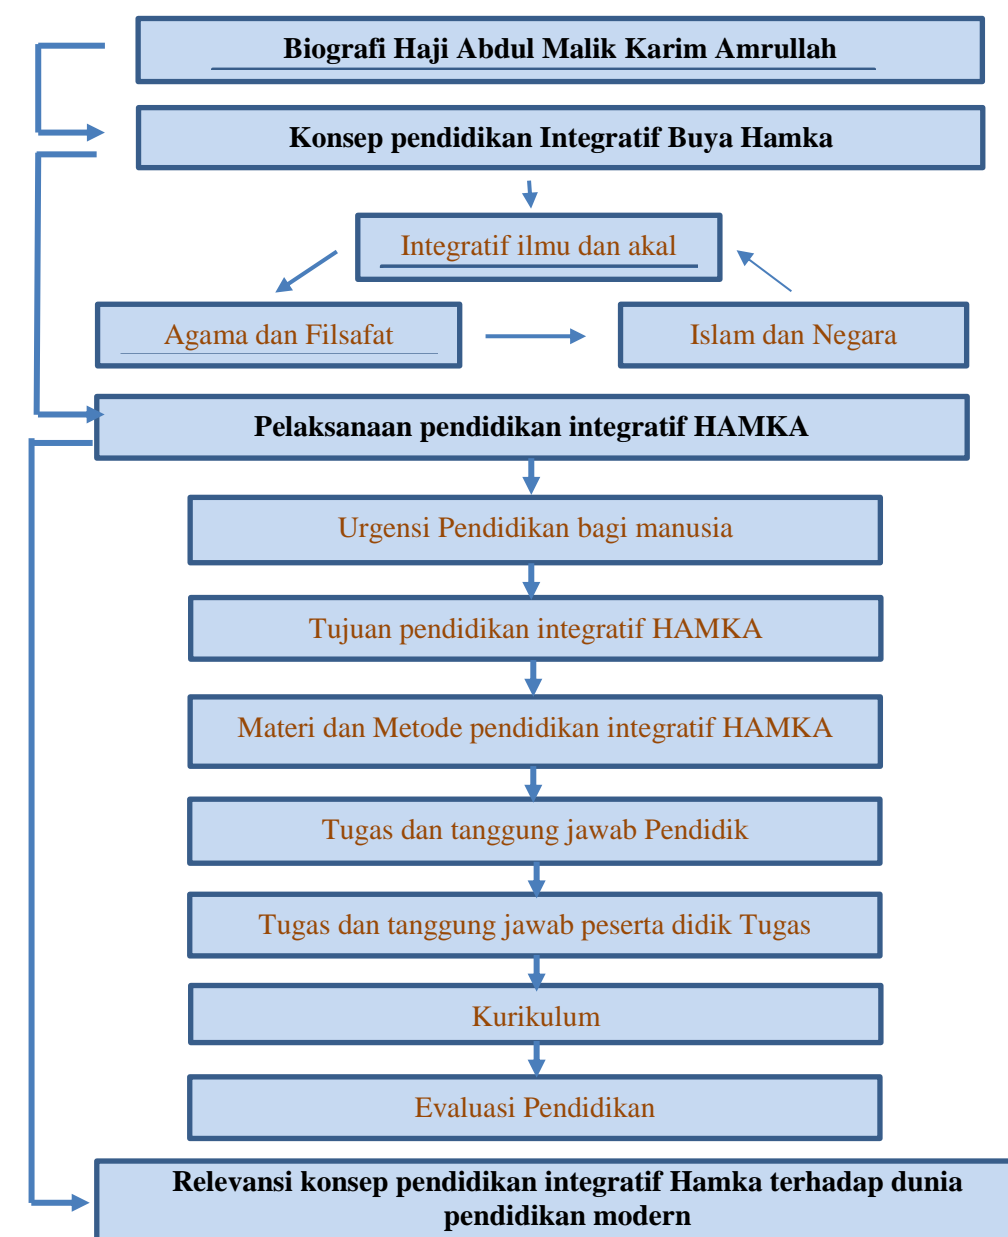 Biografi Haji Abdul Malik Karim Amrullah
Konsep pendidikan Integratif Buya Hamka
Integratif ilmu dan akal
Agama dan Filsafat
Islam dan Negara
Pelaksanaan pendidikan integratif HAMKA
Urgensi Pendidikan bagi manusia
Tujuan pendidikan integratif HAMKA
Materi dan Metode pendidikan integratif HAMKA
Tugas dan tanggung jawab Pendidik
Tugas dan tanggung jawab peserta didik Tugas
Kurikulum
Evaluasi Pendidikan
Relevansi konsep pendidikan integratif Hamka terhadap dunia
pendidikan modern